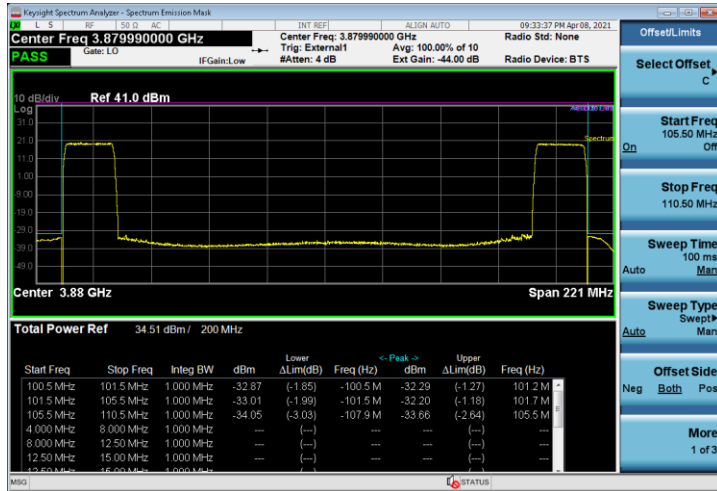 Keysight Spectrum Analyzer - Spectrum Emission Mask
L S RF 50 Ω AC INT REF ALIGN AUTO 09:33:37 PM Apr 08, 2021
Center Freq 3.879990000 GHz Center Freq: 3.879990000 GHz Radio Std: None
PASS Gate: LO IFGain:Low Trig: External1 Avg: 100.00% of 10
#Atten: 4 dB Ext Gain: -44.00 dB Radio Device: BTS
10 dB/div Ref 41.0 dBm
Log
31.0
21.0
11.0
1.00
-9.00
-19.0
-29.0
-39.0
-49.0
Spectrum
Center 3.88 GHz Span 221 MHz
Total Power Ref 34.51 dBm / 200 MHz
Lower <- Peak -> Upper
Start Freq Stop Freq Integ BW dBm ΔLim(dB) Freq (Hz) dBm ΔLim(dB) Freq (Hz)
100.5 MHz 101.5 MHz 1.000 MHz -32.87 (-1.85) -100.5 M -32.29 (-1.27) 101.2 M
101.5 MHz 105.5 MHz 1.000 MHz -33.01 (-1.99) -101.5 M -32.20 (-1.18) 101.7 M
105.5 MHz 110.5 MHz 1.000 MHz -34.05 (-3.03) -107.9 M -33.66 (-2.64) 105.5 M
4.000 MHz 8.000 MHz 1.000 MHz --- (---) --- (---) ---
8.000 MHz 12.50 MHz 1.000 MHz --- (---) --- (---) ---
12.50 MHz 15.00 MHz 1.000 MHz --- (---) --- (---) ---
12.50 MHz 15.00 MHz 1.000 MHz
MSG STATUS
Offset/Limits
Select Offset
C
Start Freq
105.50 MHz
On Off
Stop Freq
110.50 MHz
Sweep Time
100 ms
Auto Man
Sweep Type
Swept
Auto Man
Offset Side
Neg Both Pos
More
1 of 3